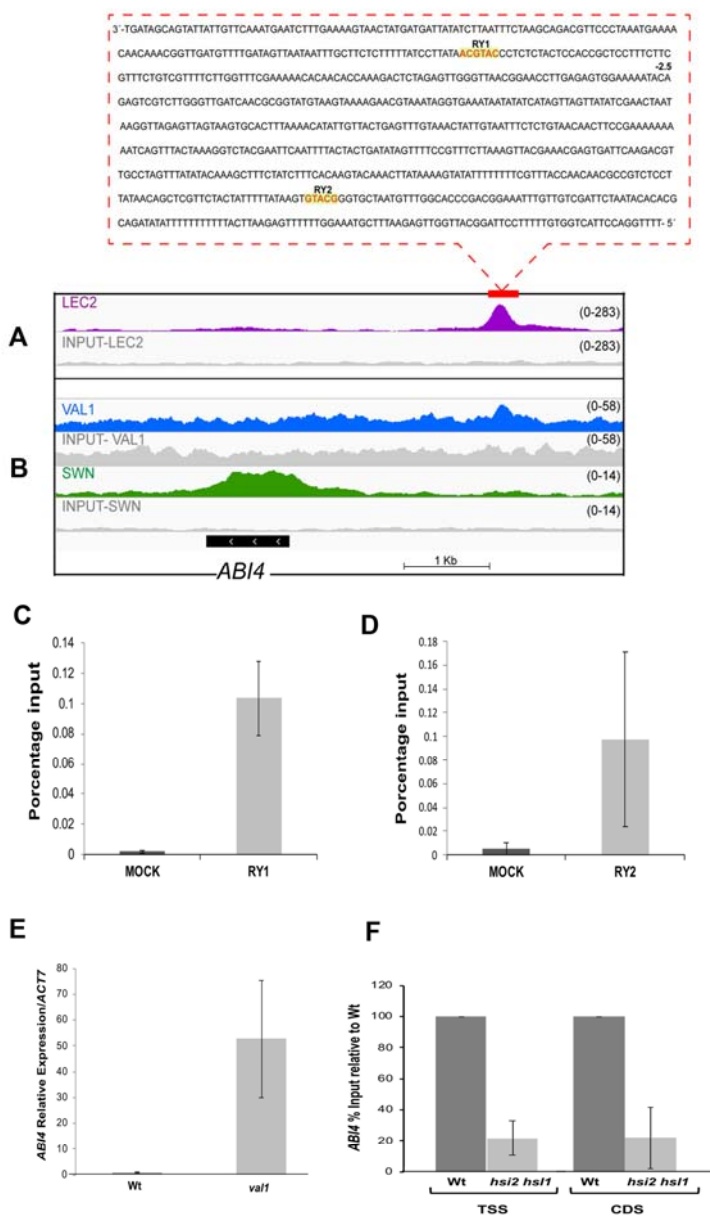 3´-TGATAGCAGTATTATTGTTCAAATGAATCTTTGAAAAGTAACTATGATGATTATATCTTAATTTCTAAGCAGACGTTCCCTAAATGAAAA
RY1
CAACAAACGGTTGATGTTTTGATAGTTAATAATTTGCTTCTCTTTTTATCCTTATAACGTACCCTCTCTACTCCACCGCTCCTTTCTTC
-2.5
GTTTCTGTCGTTTTCTTGGTTTCGAAAAACACAACACCAAAGACTCTAGAGTTGGGTAACGGAACCTTGAGAGTGGAAAAATACA
GAGTCGTCTTGGGTTGATCAACGCGGTATGTAAGTAAAAGAACGTAAATAGGTGAAATAATATATCATAGTTAGTTATATCGAACTAAT
AAGGTTAGAGTTAGTAAGTGCACTTTAAAACATATTGTTACTGAGTTTGTAAACTTATTGTAATTTCTCTGTAACAACTTCCGAAAAAAA
AATCAGTTTACTAAAGGTCTACGAATTCAATTTTACTACTGATATAGTTTTCCGTTTCTTAAAGTTACGAAACGAGTGATTCAAGACGT
TGCCTAGTTTATATACAAAGCTTTCTATCTTTCACAAGTACAAACTTATAAAAGTATATTTTTTTTCGTTTACCAACAACGCCGTCTCCT
RY2
TATAACAGCTCGTTCTACTATTTTTATAAGTGTACGGGTGCTAATGTTTGGCACCCGACGGAAATTTGTTGTCGATTCTAATACACACG
CAGATATATTTTTTTTTTTACTTAAGAGTTTTTTGGAAATGCTTTAAGAGTTGGTTACGGATTCCTTTTTGTGGTCATTCCAGGTTTT- 5´
A
LEC2 (0-283)
INPUT-LEC2 (0-283)
B
VAL1 (0-58)
INPUT- VAL1 (0-58)
SWN (0-14)
INPUT-SWN (0-14)
ABI4
1 Kb
C
Porcentage input
0.14
0.12
0.1
0.08
0.06
0.04
0.02
0
MOCK RY1
D
Porcentage input
0.18
0.16
0.14
0.12
0.1
0.08
0.06
0.04
0.02
0
MOCK RY2
E
ABI4 Relative Expression/ACT7
80
70
60
50
40
30
20
10
0
Wt val1
F
ABI4 % Input relative to Wt
120
100
80
60
40
20
0
Wt hsi2 hsl1 Wt hsi2 hsl1
TSS CDS